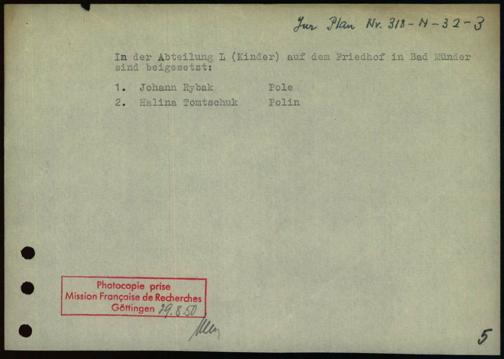 Zur Plan Nr. 318-N-32-3
In der Abteilung L (Kinder) auf dem Friedhof in Bad Münder
sind beigesetzt:
1. Johann Rybak Pole
2. Halina Tomtschuk Polin
Photocopie prise
Mission Française de Recherches
Göttingen 29.8.50
5